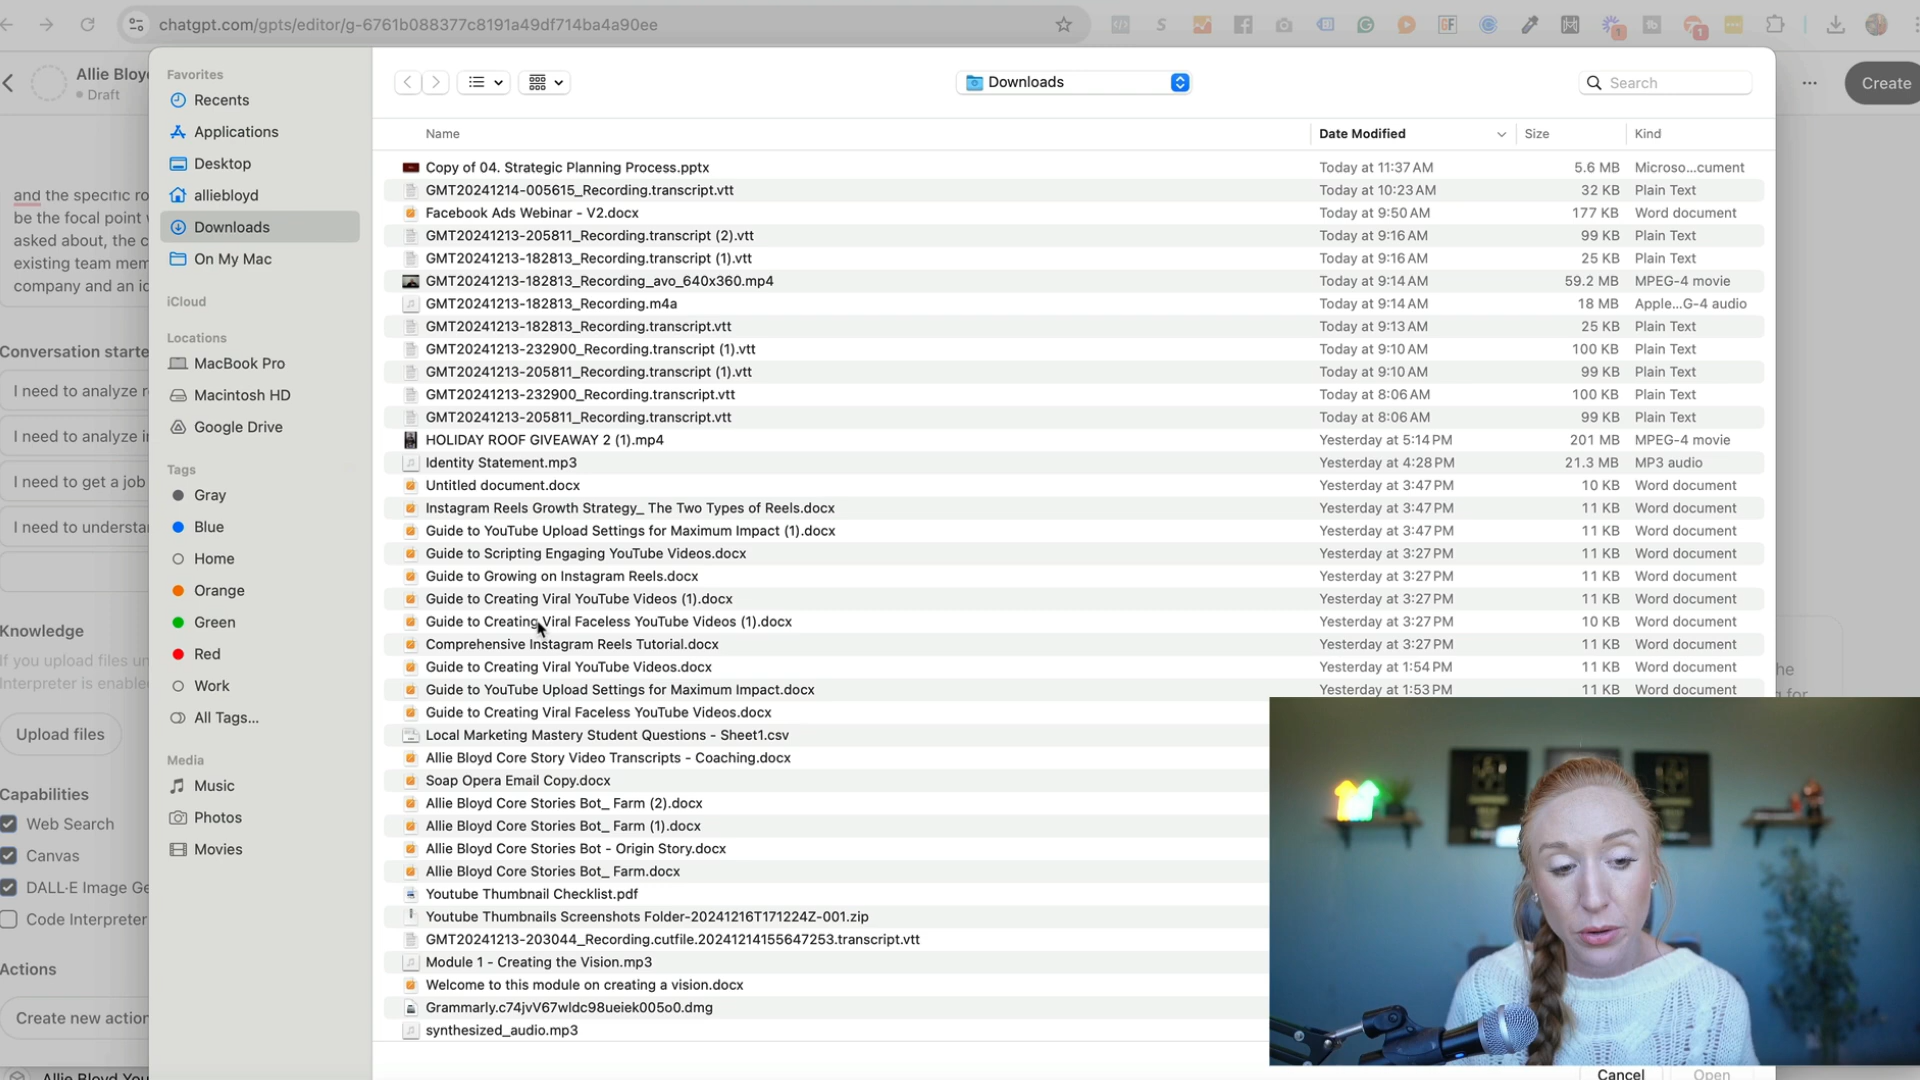 chatgpt.com/gpts/editor/g-6761b088377c8191a49df714ba4a90ee
Allie Bloyd
Draft
Create
and the specific ro
be the focal point
asked about, the c
existing team mem
company and an id
Conversation starte
I need to analyze r
I need to analyze i
I need to get a job
I need to understa
Knowledge
If you upload files un
Interpreter is enable
Upload files
Capabilities
Web Search
Canvas
DALL·E Image Ge
Code Interpreter
Actions
Create new action
Allie Bloyd You
Favorites
Recents
Applications
Desktop
alliebloyd
Downloads
On My Mac
iCloud
Locations
MacBook Pro
Macintosh HD
Google Drive
Tags
Gray
Blue
Home
Orange
Green
Red
Work
All Tags...
Media
Music
Photos
Movies
Downloads
Search
Name Date Modified Size Kind
Copy of 04. Strategic Planning Process.pptx Today at 11:37 AM 5.6 MB Microso...cument
GMT20241214-005615_Recording.transcript.vtt Today at 10:23 AM 32 KB Plain Text
Facebook Ads Webinar - V2.docx Today at 9:50 AM 177 KB Word document
GMT20241213-205811_Recording.transcript (2).vtt Today at 9:16 AM 99 KB Plain Text
GMT20241213-182813_Recording.transcript (1).vtt Today at 9:16 AM 25 KB Plain Text
GMT20241213-182813_Recording_avo_640x360.mp4 Today at 9:14 AM 59.2 MB MPEG-4 movie
GMT20241213-182813_Recording.m4a Today at 9:14 AM 18 MB Apple...G-4 audio
GMT20241213-182813_Recording.transcript.vtt Today at 9:13 AM 25 KB Plain Text
GMT20241213-232900_Recording.transcript (1).vtt Today at 9:10 AM 100 KB Plain Text
GMT20241213-205811_Recording.transcript (1).vtt Today at 9:10 AM 99 KB Plain Text
GMT20241213-232900_Recording.transcript.vtt Today at 8:06 AM 100 KB Plain Text
GMT20241213-205811_Recording.transcript.vtt Today at 8:06 AM 99 KB Plain Text
HOLIDAY ROOF GIVEAWAY 2 (1).mp4 Yesterday at 5:14 PM 201 MB MPEG-4 movie
Identity Statement.mp3 Yesterday at 4:28 PM 21.3 MB MP3 audio
Untitled document.docx Yesterday at 3:47 PM 10 KB Word document
Instagram Reels Growth Strategy_ The Two Types of Reels.docx Yesterday at 3:47 PM 11 KB Word document
Guide to YouTube Upload Settings for Maximum Impact (1).docx Yesterday at 3:47 PM 11 KB Word document
Guide to Scripting Engaging YouTube Videos.docx Yesterday at 3:27 PM 11 KB Word document
Guide to Growing on Instagram Reels.docx Yesterday at 3:27 PM 11 KB Word document
Guide to Creating Viral YouTube Videos (1).docx Yesterday at 3:27 PM 11 KB Word document
Guide to Creating Viral Faceless YouTube Videos (1).docx Yesterday at 3:27 PM 10 KB Word document
Comprehensive Instagram Reels Tutorial.docx Yesterday at 3:27 PM 11 KB Word document
Guide to Creating Viral YouTube Videos.docx Yesterday at 1:54 PM 11 KB Word document
Guide to YouTube Upload Settings for Maximum Impact.docx Yesterday at 1:53 PM 11 KB Word document
Guide to Creating Viral Faceless YouTube Videos.docx
Local Marketing Mastery Student Questions - Sheet1.csv
Allie Bloyd Core Story Video Transcripts - Coaching.docx
Soap Opera Email Copy.docx
Allie Bloyd Core Stories Bot_ Farm (2).docx
Allie Bloyd Core Stories Bot_ Farm (1).docx
Allie Bloyd Core Stories Bot - Origin Story.docx
Allie Bloyd Core Stories Bot_ Farm.docx
Youtube Thumbnail Checklist.pdf
Youtube Thumbnails Screenshots Folder-20241216T171224Z-001.zip
GMT20241213-203044_Recording.cutfile.20241214155647253.transcript.vtt
Module 1 - Creating the Vision.mp3
Welcome to this module on creating a vision.docx
Grammarly.c74jvV67wldc98ueiek005o0.dmg
synthesized_audio.mp3
Cancel
Open